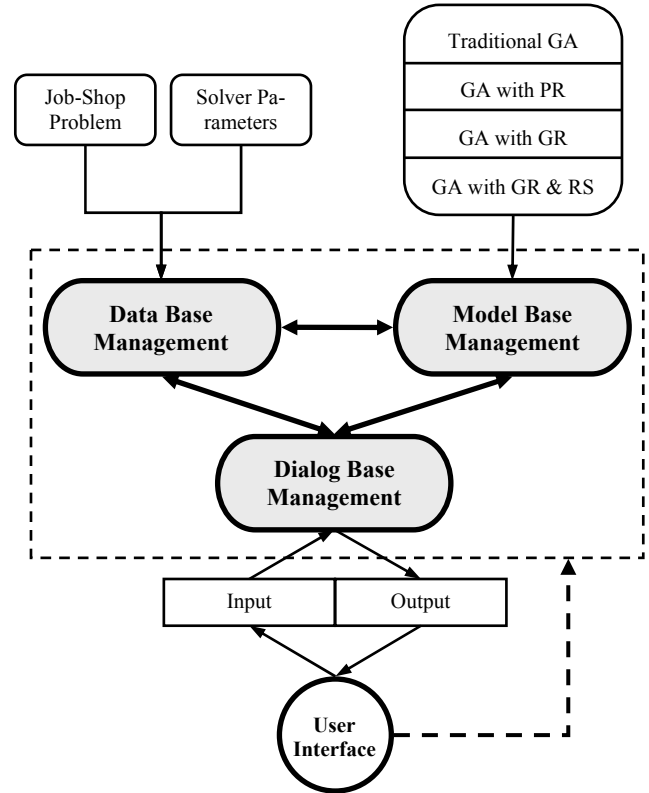 Job-Shop
Problem
Solver Pa-
rameters
Traditional GA
GA with PR
GA with GR
GA with GR & RS
Data Base
Management
Model Base
Management
Dialog Base
Management
Input
Output
User
Interface